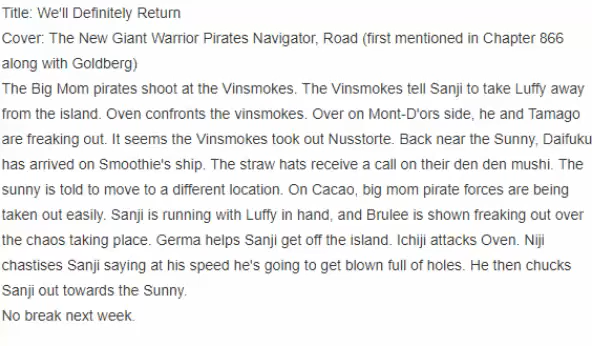 Title: We'll Definitely Return
Cover: The New Giant Warrior Pirates Navigator, Road (first mentioned in Chapter 866
along with Goldberg)
The Big Mom pirates shoot at the Vinsmokes. The Vinsmokes tell Sanji to take Luffy away
from the island. Oven confronts the vinsmokes. Over on Mont-D'ors side, he and Tamago
are freaking out. It seems the Vinsmokes took out Nusstorte. Back near the Sunny, Daifuku
has arrived on Smoothie's ship. The straw hats receive a call on their den den mushi. The
sunny is told to move to a different location. On Cacao, big mom pirate forces are being
taken out easily. Sanji is running with Luffy in hand, and Brulee is shown freaking out over
the chaos taking place. Germa helps Sanji get off the island. Ichiji attacks Oven. Niji
chastises Sanji saying at his speed he's going to get blown full of holes. He then chucks
Sanji out towards the Sunny.
No break next week.